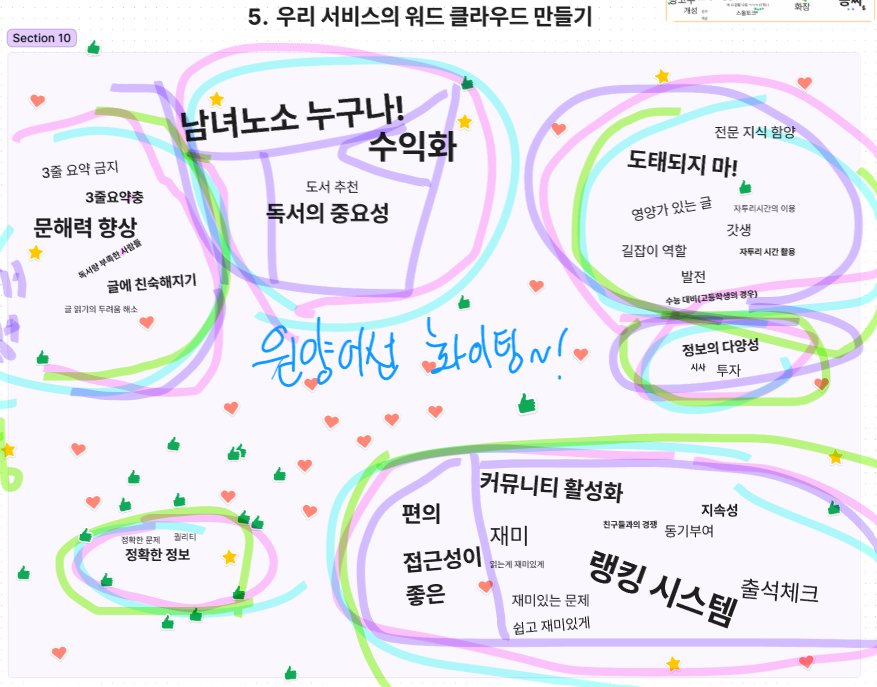 5. 우리 서비스의 워드 클라우드 만들기
개성
스몰토크
화장
Section 10
남녀노소 누구나!
수익화
도서 추천
독서의 중요성
3줄 요약 금지
3줄요약충
문해력 향상
독서량 부족한 사람들
글에 친숙해지기
글 읽기의 두려움 해소
전문 지식 함양
도태되지 마!
영양가 있는 글
자투리시간의 이용
갓생
길잡이 역할
자투리 시간 활용
발전
수능 대비(고등학생의 경우)
정보의 다양성
시사
투자
원양어선 화이팅~!
정확한 문제
퀄리티
정확한 정보
커뮤니티 활성화
편의
접근성이
좋은
재미
읽는게 재미있게
재미있는 문제
쉽고 재미있게
친구들과의 경쟁
지속성
동기부여
랭킹 시스템
출석체크